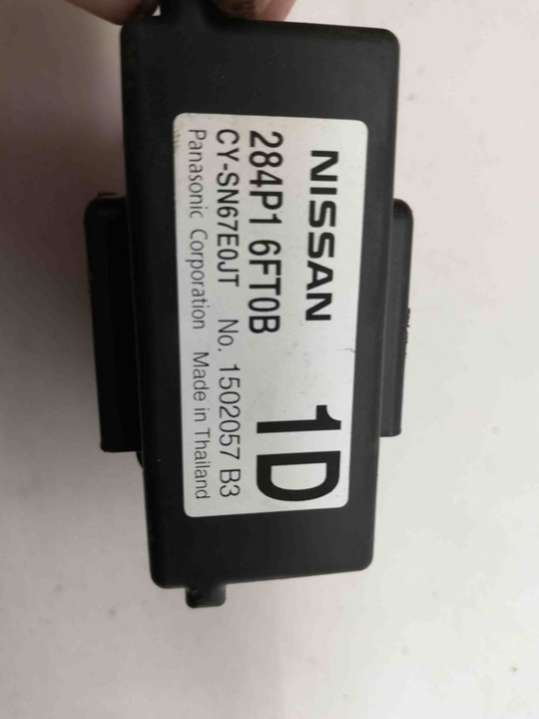 NISSAN
284P1 6FT0B
1D
CY-SN67E0JT No. 1502057 B3
Panasonic Corporation Made in Thailand